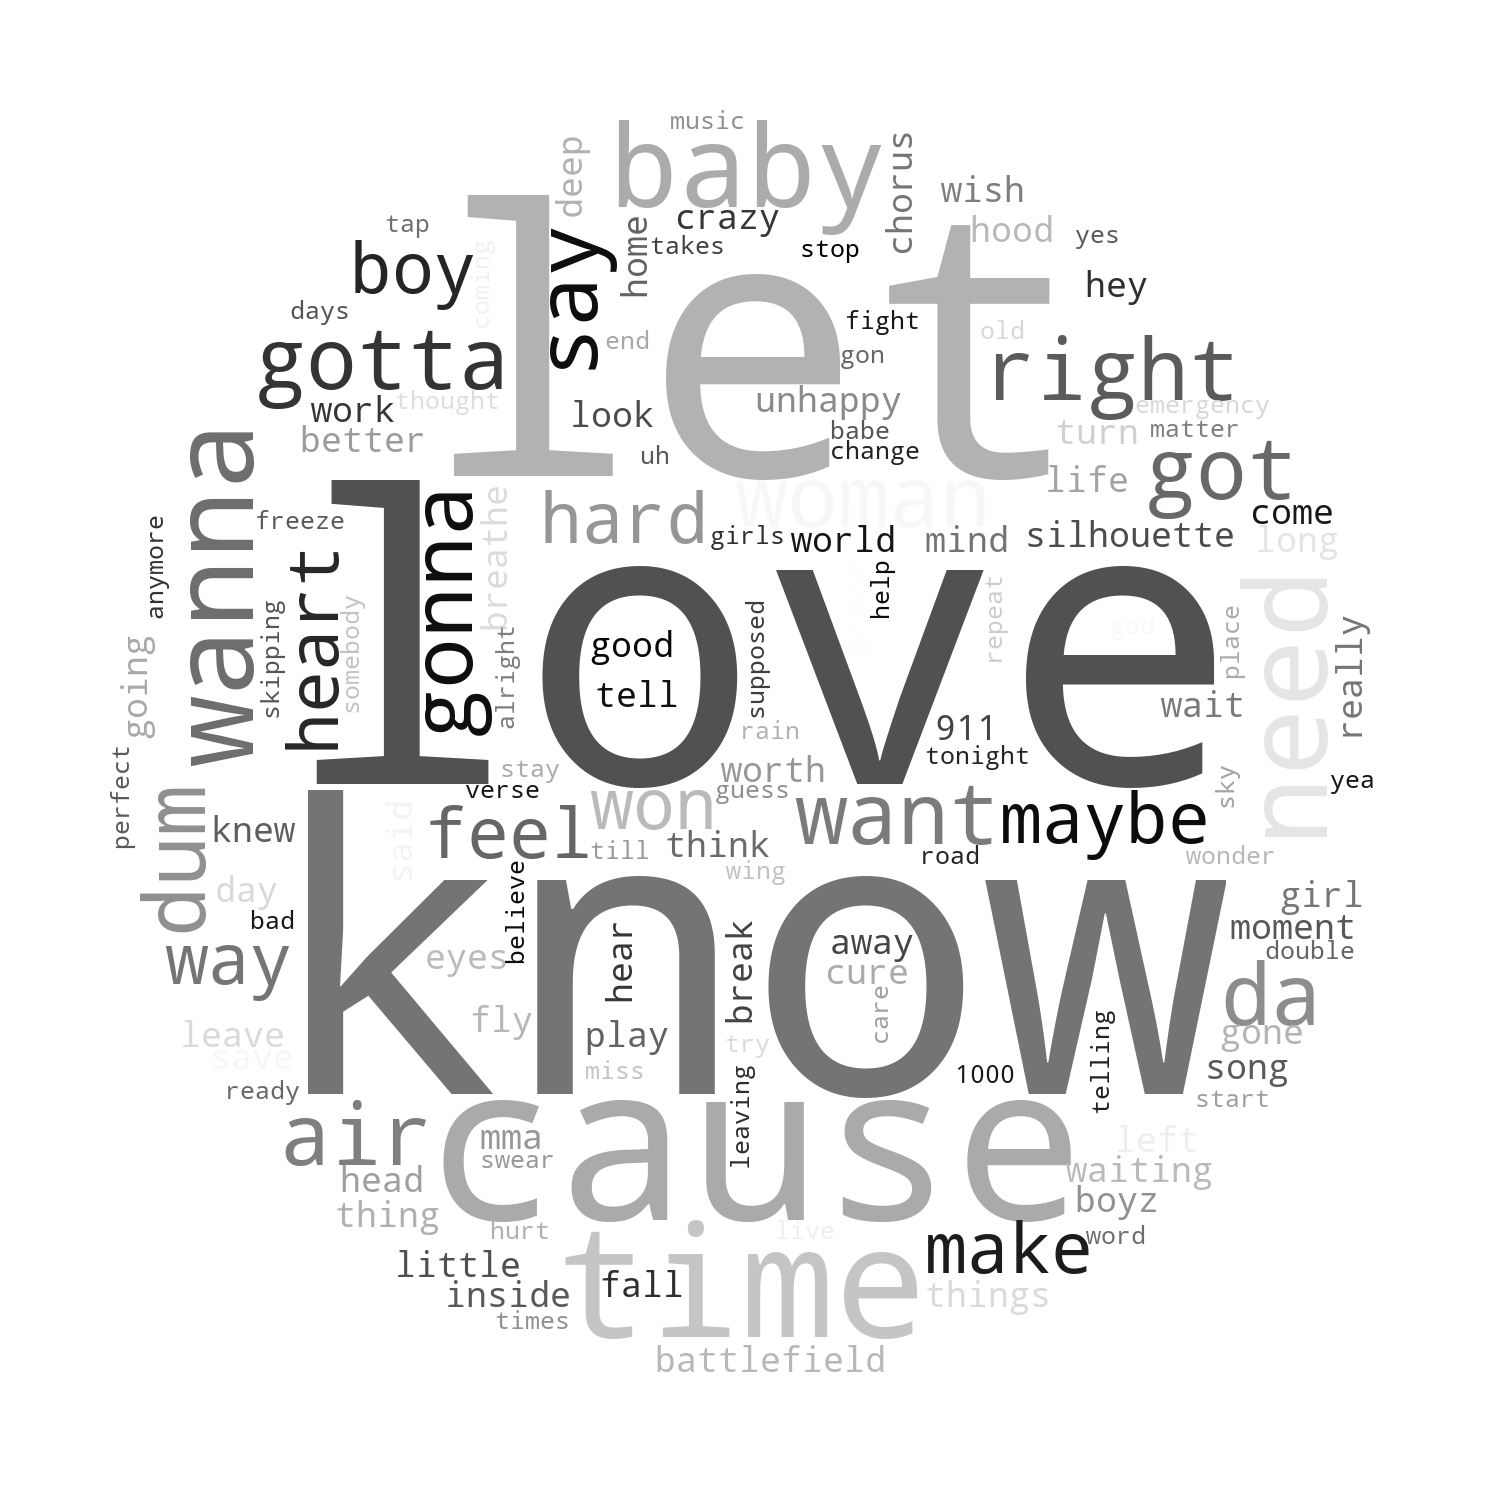 music
baby
deep
chorus
wish
tap
crazy
hood
boy
say
home
takes
stop
yes
coming
let
hey
days
fight
gotta
end
gon
old
right
work
thought
look
unhappy
emergency
better
babe
turn
matter
wanna
uh
change
got
woman
life
hard
freeze
gonna
breathe
girls
world
mind
silhouette
come
long
anymore
heart
love
help
need
skipping
somebody
good
supposed
repeat
god
place
really
going
alright
tell
wait
rain
911
tonight
perfect
stay
worth
sky
yea
dum
verse
won
guess
want
maybe
knew
said
feel
till
think
road
wonder
know
wing
day
believe
girl
bad
moment
way
eyes
hear
break
away
double
cure
da
fly
care
leave
play
try
telling
gone
save
miss
1000
song
ready
leaving
start
air
cause
mma
left
swear
head
waiting
thing
boyz
hurt
live
make
word
time
little
inside
fall
things
times
battlefield